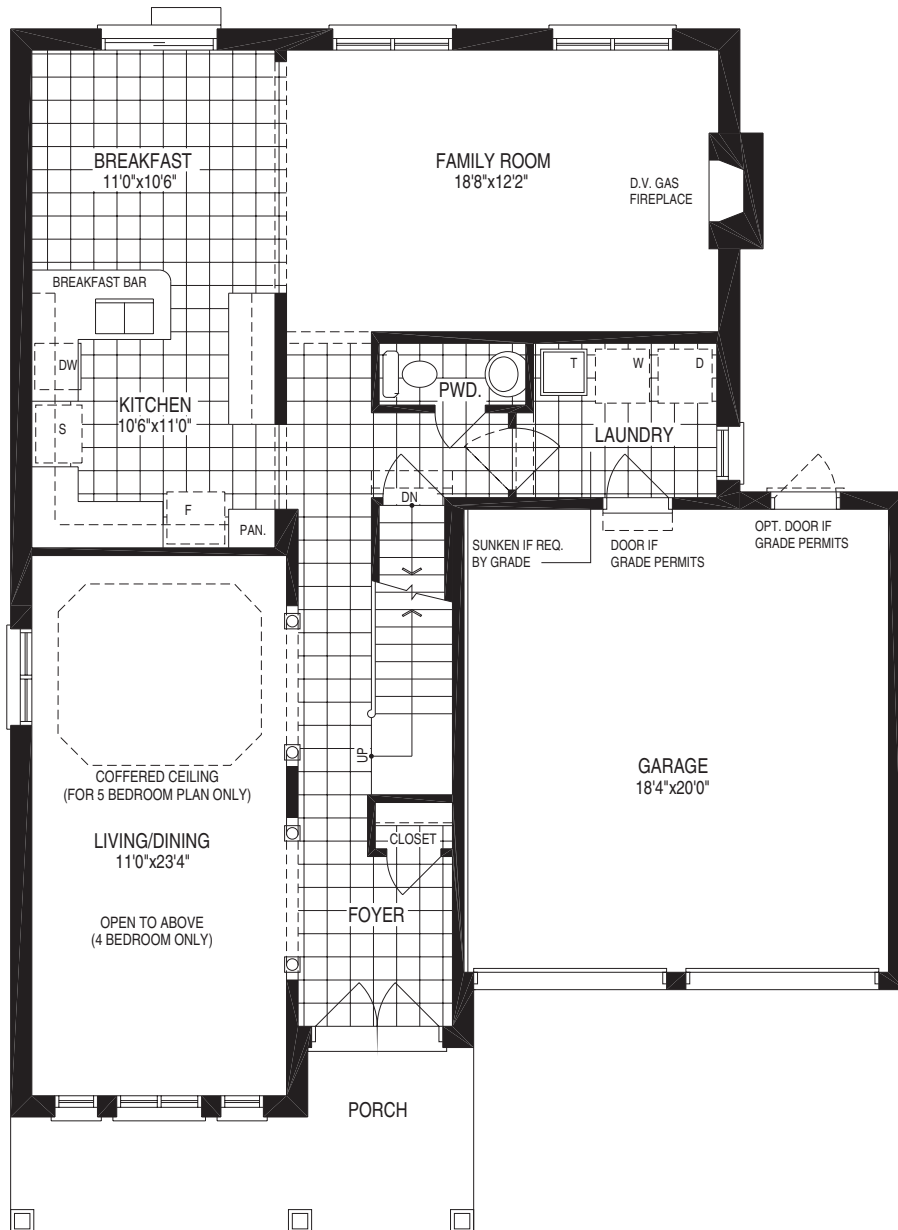 BREAKFAST
11'0"x10'6"
FAMILY ROOM
18'8"x12'2"
D.V. GAS
FIREPLACE
BREAKFAST BAR
DW
S
KITCHEN
10'6"x11'0"
F
PAN.
PWD.
T
W
D
LAUNDRY
DN
SUNKEN IF REQ.
BY GRADE
DOOR IF
GRADE PERMITS
OPT. DOOR IF
GRADE PERMITS
UP
COFFERED CEILING
(FOR 5 BEDROOM PLAN ONLY)
LIVING/DINING
11'0"x23'4"
OPEN TO ABOVE
(4 BEDROOM ONLY)
GARAGE
18'4"x20'0"
CLOSET
FOYER
PORCH